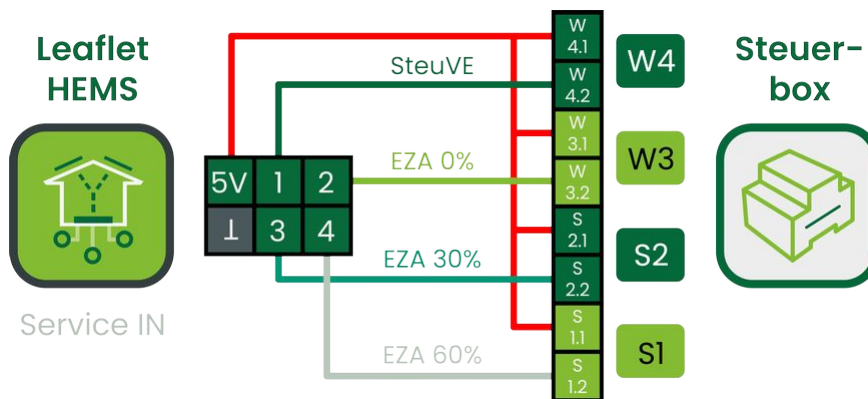 Leaflet
HEMS
Service IN
5V 1 2
⊥ 3 4
SteuVE
EZA 0%
EZA 30%
EZA 60%
W
4.1
W
4.2
W
3.1
W
3.2
S
2.1
S
2.2
S
1.1
S
1.2
W4
W3
S2
S1
Steuer-
box